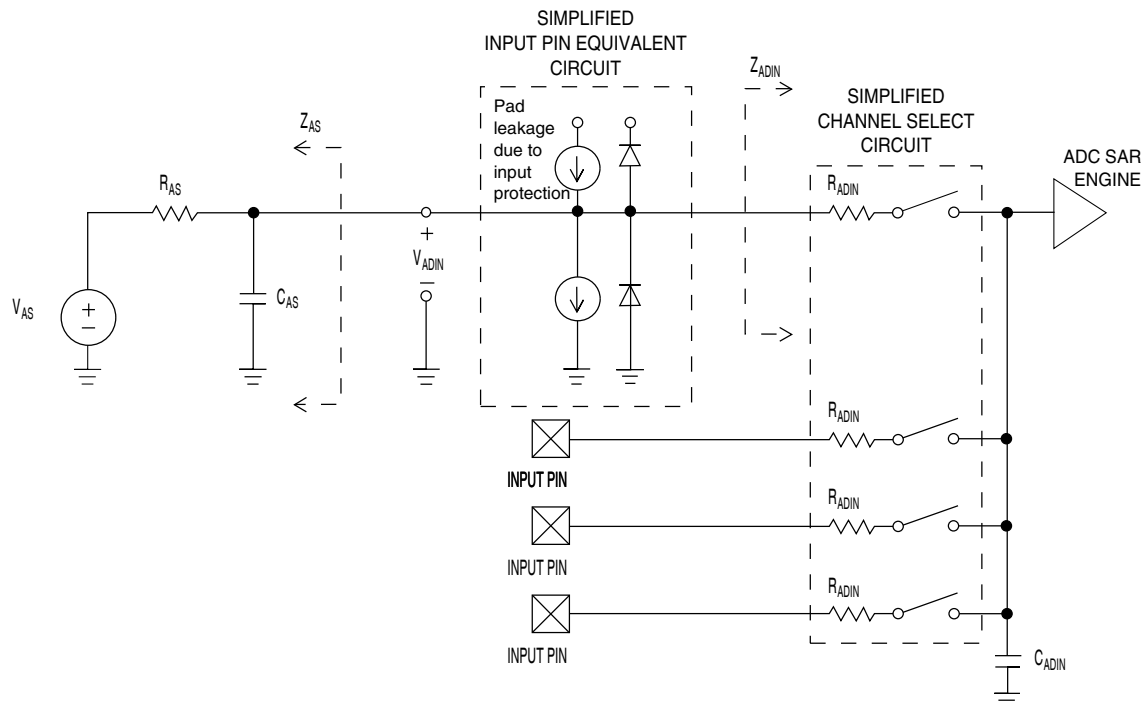 SIMPLIFIED
INPUT PIN EQUIVALENT
CIRCUIT
Pad
leakage
due to
input
protection
Z_ADIN
SIMPLIFIED
CHANNEL SELECT
CIRCUIT
ADC SAR
ENGINE
Z_AS
R_AS
R_ADIN
+
V_ADIN
−
C_AS
V_AS
+
−
R_ADIN
INPUT PIN
R_ADIN
INPUT PIN
R_ADIN
INPUT PIN
C_ADIN